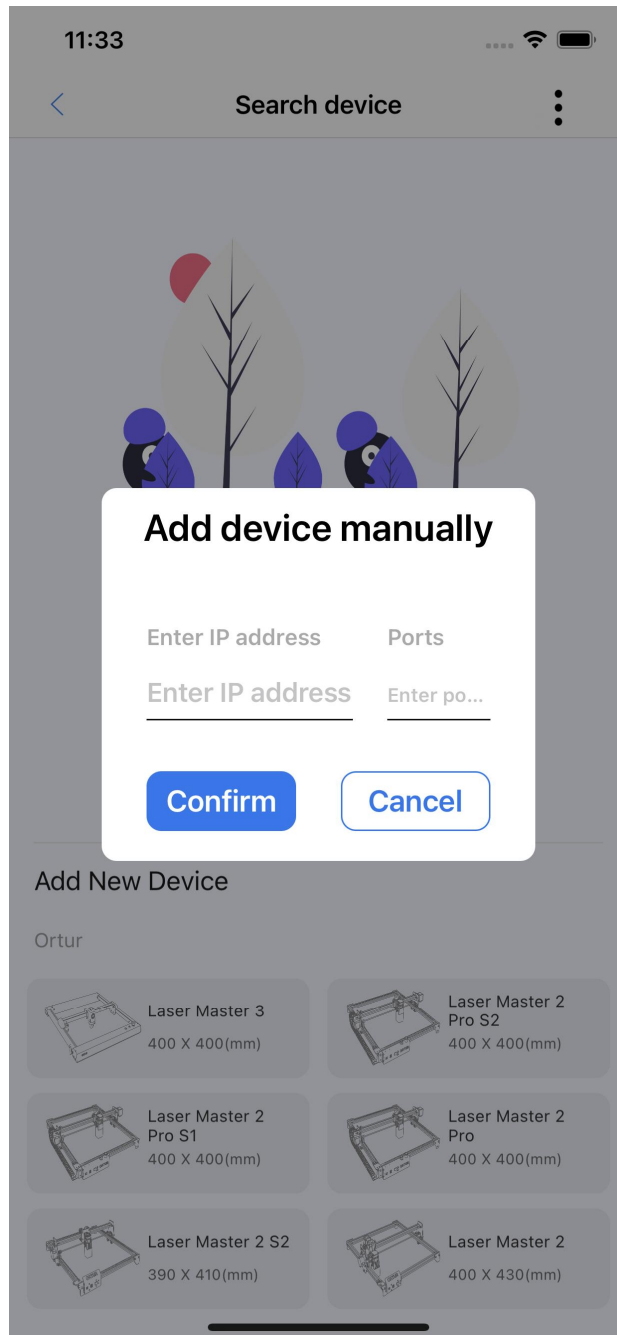 11:33
Search device
Add device manually
Enter IP address
Ports
Enter IP address
Enter po...
Confirm
Cancel
Add New Device
Ortur
Laser Master 3
400 X 400(mm)
Laser Master 2
Pro S2
400 X 400(mm)
Laser Master 2
Pro S1
400 X 400(mm)
Laser Master 2
Pro
400 X 400(mm)
Laser Master 2 S2
390 X 410(mm)
Laser Master 2
400 X 430(mm)